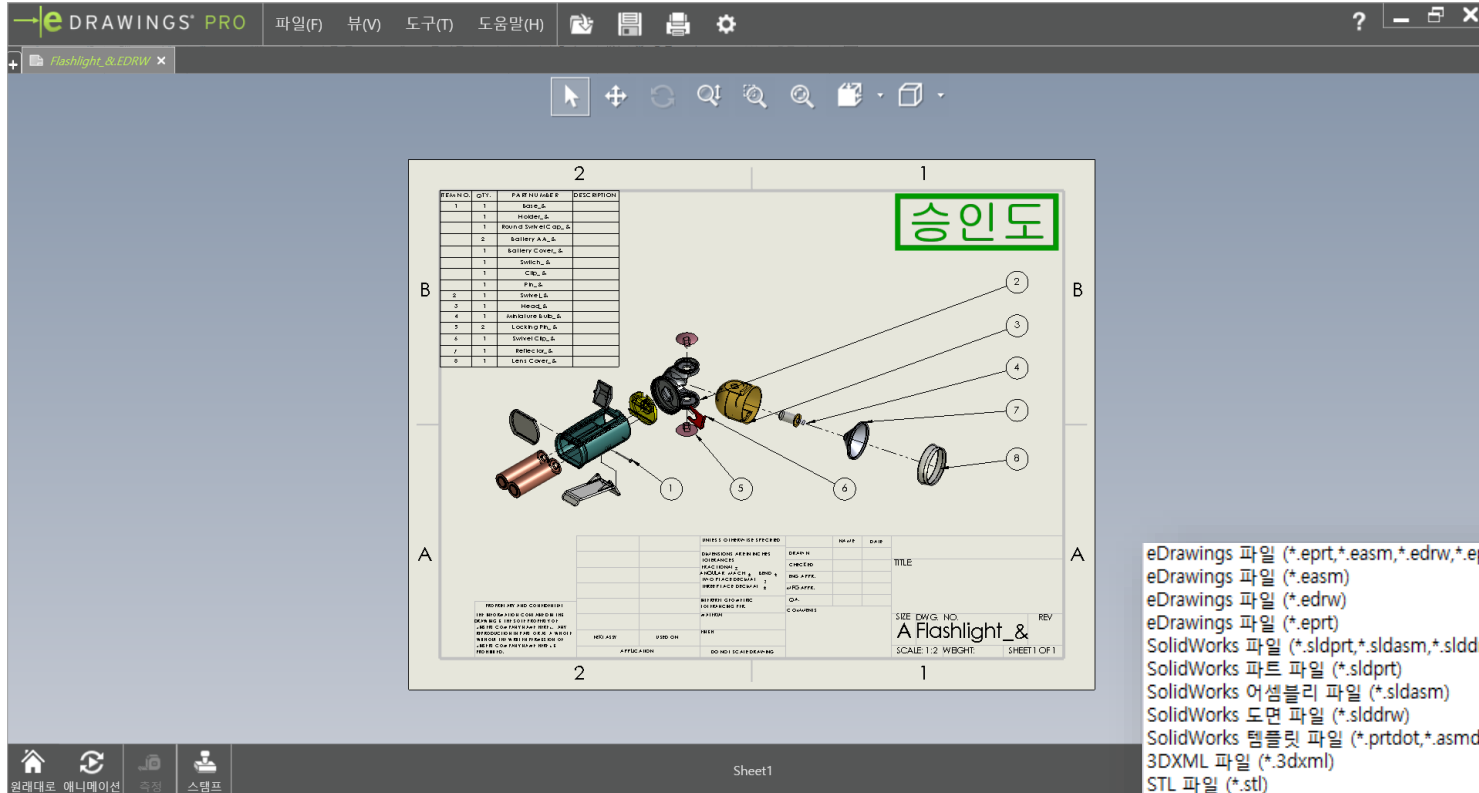 eDRAWINGS® PRO 파일(F) 뷰(V) 도구(T) 도움말(H) ?
+ Flashlight_&.EDRW ×
2 1
ITEM NO. QTY. PART NUMBER DESCRIPTION
1 1 Base_&
1 Holder_&
1 Round Swivel Cap_&
2 Battery AA_&
1 Battery Cover_&
1 Switch_&
1 Clip_&
1 Pin_&
2 1 Swivel_&
3 1 Head_&
4 1 Miniature Bulb_&
5 2 Locking Pin_&
6 1 Swivel Clip_&
7 1 Reflector_&
8 1 Lens Cover_&
승인도
B B
2
3
4
7
8
1 5 6
A A
UNLESS OTHERWISE SPECIFIED:
NAME DATE
DIMENSIONS ARE IN INCHES
TOLERANCES:
DRAWN
CHECKED
ENG APPR.
MFG APPR.
Q.A.
COMMENTS:
TITLE:
PROPRIETARY AND CONFIDENTIAL
NEXT ASSY USED ON
APPLICATION
DO NOT SCALE DRAWING
SIZE DWG. NO. REV
A Flashlight_&
SCALE: 1:2 WEIGHT: SHEET 1 OF 1
2 1
eDrawings 파일 (*.eprt,*.easm,*.edrw,*.ep
eDrawings 파일 (*.easm)
eDrawings 파일 (*.edrw)
eDrawings 파일 (*.eprt)
SolidWorks 파일 (*.sldprt,*.sldasm,*.slddr
SolidWorks 파트 파일 (*.sldprt)
SolidWorks 어셈블리 파일 (*.sldasm)
SolidWorks 도면 파일 (*.slddrw)
SolidWorks 템플릿 파일 (*.prtdot,*.asmd
3DXML 파일 (*.3dxml)
STL 파일 (*.stl)
원래대로 애니메이션 측정 스탬프
Sheet1